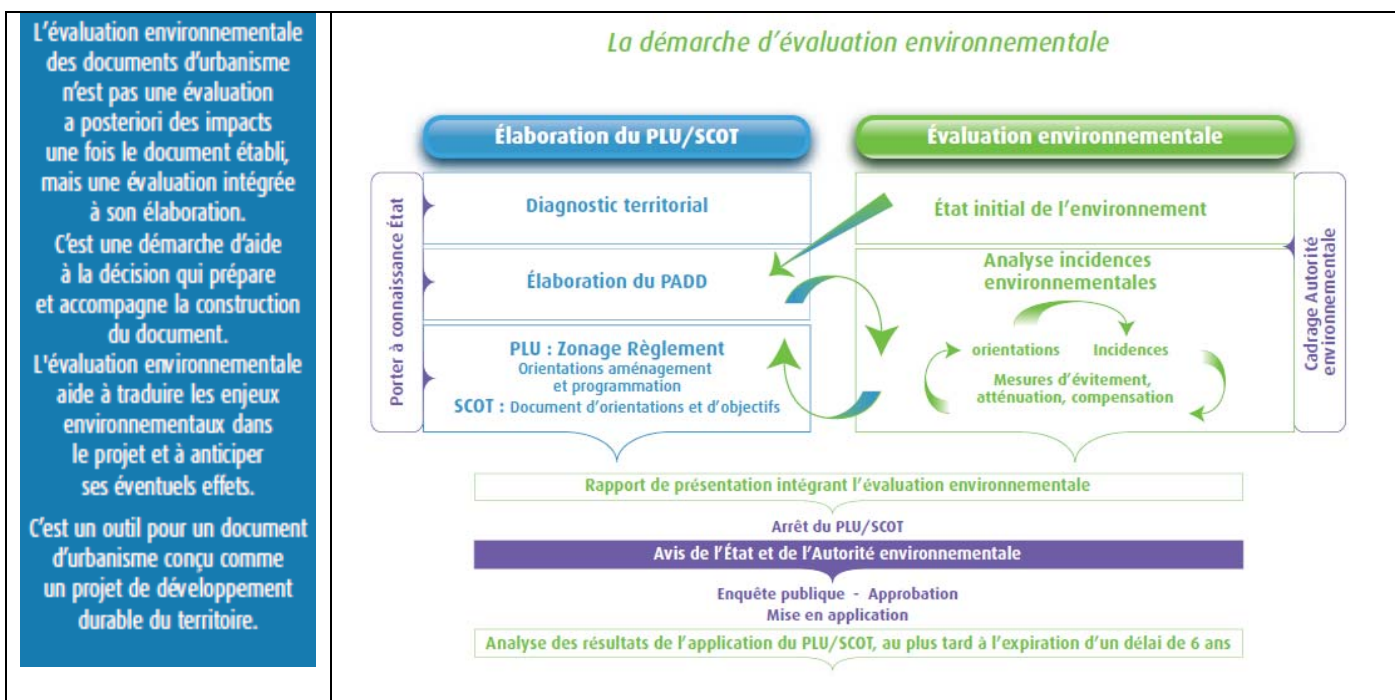 L'évaluation environnementale
des documents d'urbanisme
n'est pas une évaluation
a posteriori des impacts
une fois le document établi,
mais une évaluation intégrée
à son élaboration.
C'est une démarche d'aide
à la décision qui prépare
et accompagne la construction
du document.
L'évaluation environnementale
aide à traduire les enjeux
environnementaux dans
le projet et à anticiper
ses éventuels effets.
C'est un outil pour un document
d'urbanisme conçu comme
un projet de développement
durable du territoire.
La démarche d'évaluation environnementale
Élaboration du PLU/SCOT
Porter à connaissance État
Diagnostic territorial
Élaboration du PADD
PLU : Zonage Règlement
Orientations aménagement
et programmation
SCOT : Document d'orientations et d'objectifs
Évaluation environnementale
État initial de l'environnement
Analyse incidences
environnementales
orientations
Incidences
Mesures d'évitement,
atténuation, compensation
Cadrage Autorité
environnementale
Rapport de présentation intégrant l'évaluation environnementale
Arrêt du PLU/SCOT
Avis de l'État et de l'Autorité environnementale
Enquête publique - Approbation
Mise en application
Analyse des résultats de l'application du PLU/SCOT, au plus tard à l'expiration d'un délai de 6 ans